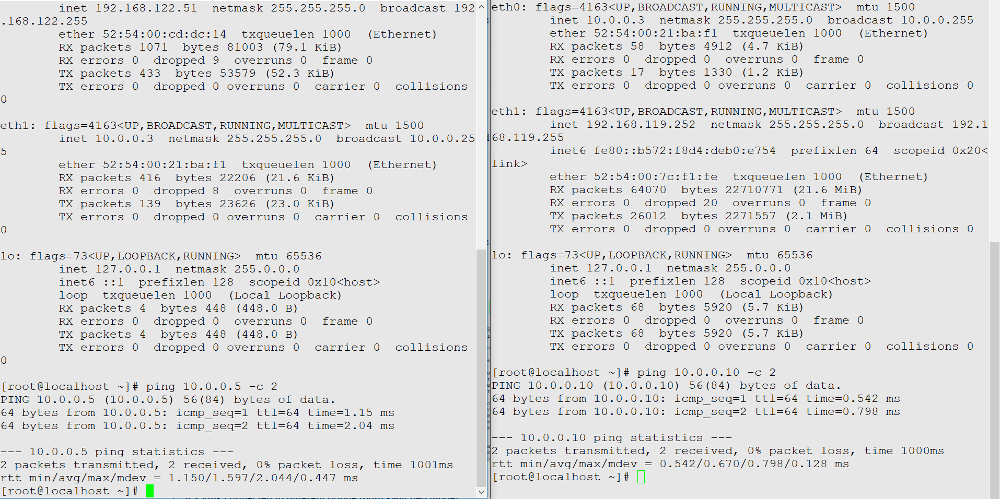 inet 192.168.122.51  netmask 255.255.255.0  broadcast 192
.168.122.255
ether 52:54:00:cd:dc:14  txqueuelen 1000  (Ethernet)
RX packets 1071  bytes 81003 (79.1 KiB)
RX errors 0  dropped 9  overruns 0  frame 0
TX packets 433  bytes 53579 (52.3 KiB)
TX errors 0  dropped 0 overruns 0  carrier 0  collisions
0
eth1: flags=4163<UP,BROADCAST,RUNNING,MULTICAST>  mtu 1500
inet 10.0.0.3  netmask 255.255.255.0  broadcast 10.0.0.25
5
ether 52:54:00:21:ba:f1  txqueuelen 1000  (Ethernet)
RX packets 416  bytes 22206 (21.6 KiB)
RX errors 0  dropped 8  overruns 0  frame 0
TX packets 139  bytes 23626 (23.0 KiB)
TX errors 0  dropped 0 overruns 0  carrier 0  collisions
0
lo: flags=73<UP,LOOPBACK,RUNNING>  mtu 65536
inet 127.0.0.1  netmask 255.0.0.0
inet6 ::1  prefixlen 128  scopeid 0x10<host>
loop  txqueuelen 1000  (Local Loopback)
RX packets 4  bytes 448 (448.0 B)
RX errors 0  dropped 0  overruns 0  frame 0
TX packets 4  bytes 448 (448.0 B)
TX errors 0  dropped 0 overruns 0  carrier 0  collisions
0
[root@localhost ~]# ping 10.0.0.5 -c 2
PING 10.0.0.5 (10.0.0.5) 56(84) bytes of data.
64 bytes from 10.0.0.5: icmp_seq=1 ttl=64 time=1.15 ms
64 bytes from 10.0.0.5: icmp_seq=2 ttl=64 time=2.04 ms
--- 10.0.0.5 ping statistics ---
2 packets transmitted, 2 received, 0% packet loss, time 1001ms
rtt min/avg/max/mdev = 1.150/1.597/2.044/0.447 ms
[root@localhost ~]#
eth0: flags=4163<UP,BROADCAST,RUNNING,MULTICAST>  mtu 1500
inet 10.0.0.3  netmask 255.255.255.0  broadcast 10.0.0.255
ether 52:54:00:21:ba:f1  txqueuelen 1000  (Ethernet)
RX packets 58  bytes 4912 (4.7 KiB)
RX errors 0  dropped 0  overruns 0  frame 0
TX packets 17  bytes 1330 (1.2 KiB)
TX errors 0  dropped 0 overruns 0  carrier 0  collisions 0
eth1: flags=4163<UP,BROADCAST,RUNNING,MULTICAST>  mtu 1500
inet 192.168.119.252  netmask 255.255.255.0  broadcast 192.1
68.119.255
inet6 fe80::b572:f8d4:deb0:e754  prefixlen 64  scopeid 0x20<
link>
ether 52:54:00:7c:f1:fe  txqueuelen 1000  (Ethernet)
RX packets 64070  bytes 22710771 (21.6 MiB)
RX errors 0  dropped 20  overruns 0  frame 0
TX packets 26012  bytes 2271557 (2.1 MiB)
TX errors 0  dropped 0 overruns 0  carrier 0  collisions 0
lo: flags=73<UP,LOOPBACK,RUNNING>  mtu 65536
inet 127.0.0.1  netmask 255.0.0.0
inet6 ::1  prefixlen 128  scopeid 0x10<host>
loop  txqueuelen 1000  (Local Loopback)
RX packets 68  bytes 5920 (5.7 KiB)
RX errors 0  dropped 0  overruns 0  frame 0
TX packets 68  bytes 5920 (5.7 KiB)
TX errors 0  dropped 0 overruns 0  carrier 0  collisions 0
[root@localhost ~]# ping 10.0.0.10 -c 2
PING 10.0.0.10 (10.0.0.10) 56(84) bytes of data.
64 bytes from 10.0.0.10: icmp_seq=1 ttl=64 time=0.542 ms
64 bytes from 10.0.0.10: icmp_seq=2 ttl=64 time=0.798 ms
--- 10.0.0.10 ping statistics ---
2 packets transmitted, 2 received, 0% packet loss, time 1000ms
rtt min/avg/max/mdev = 0.542/0.670/0.798/0.128 ms
[root@localhost ~]#